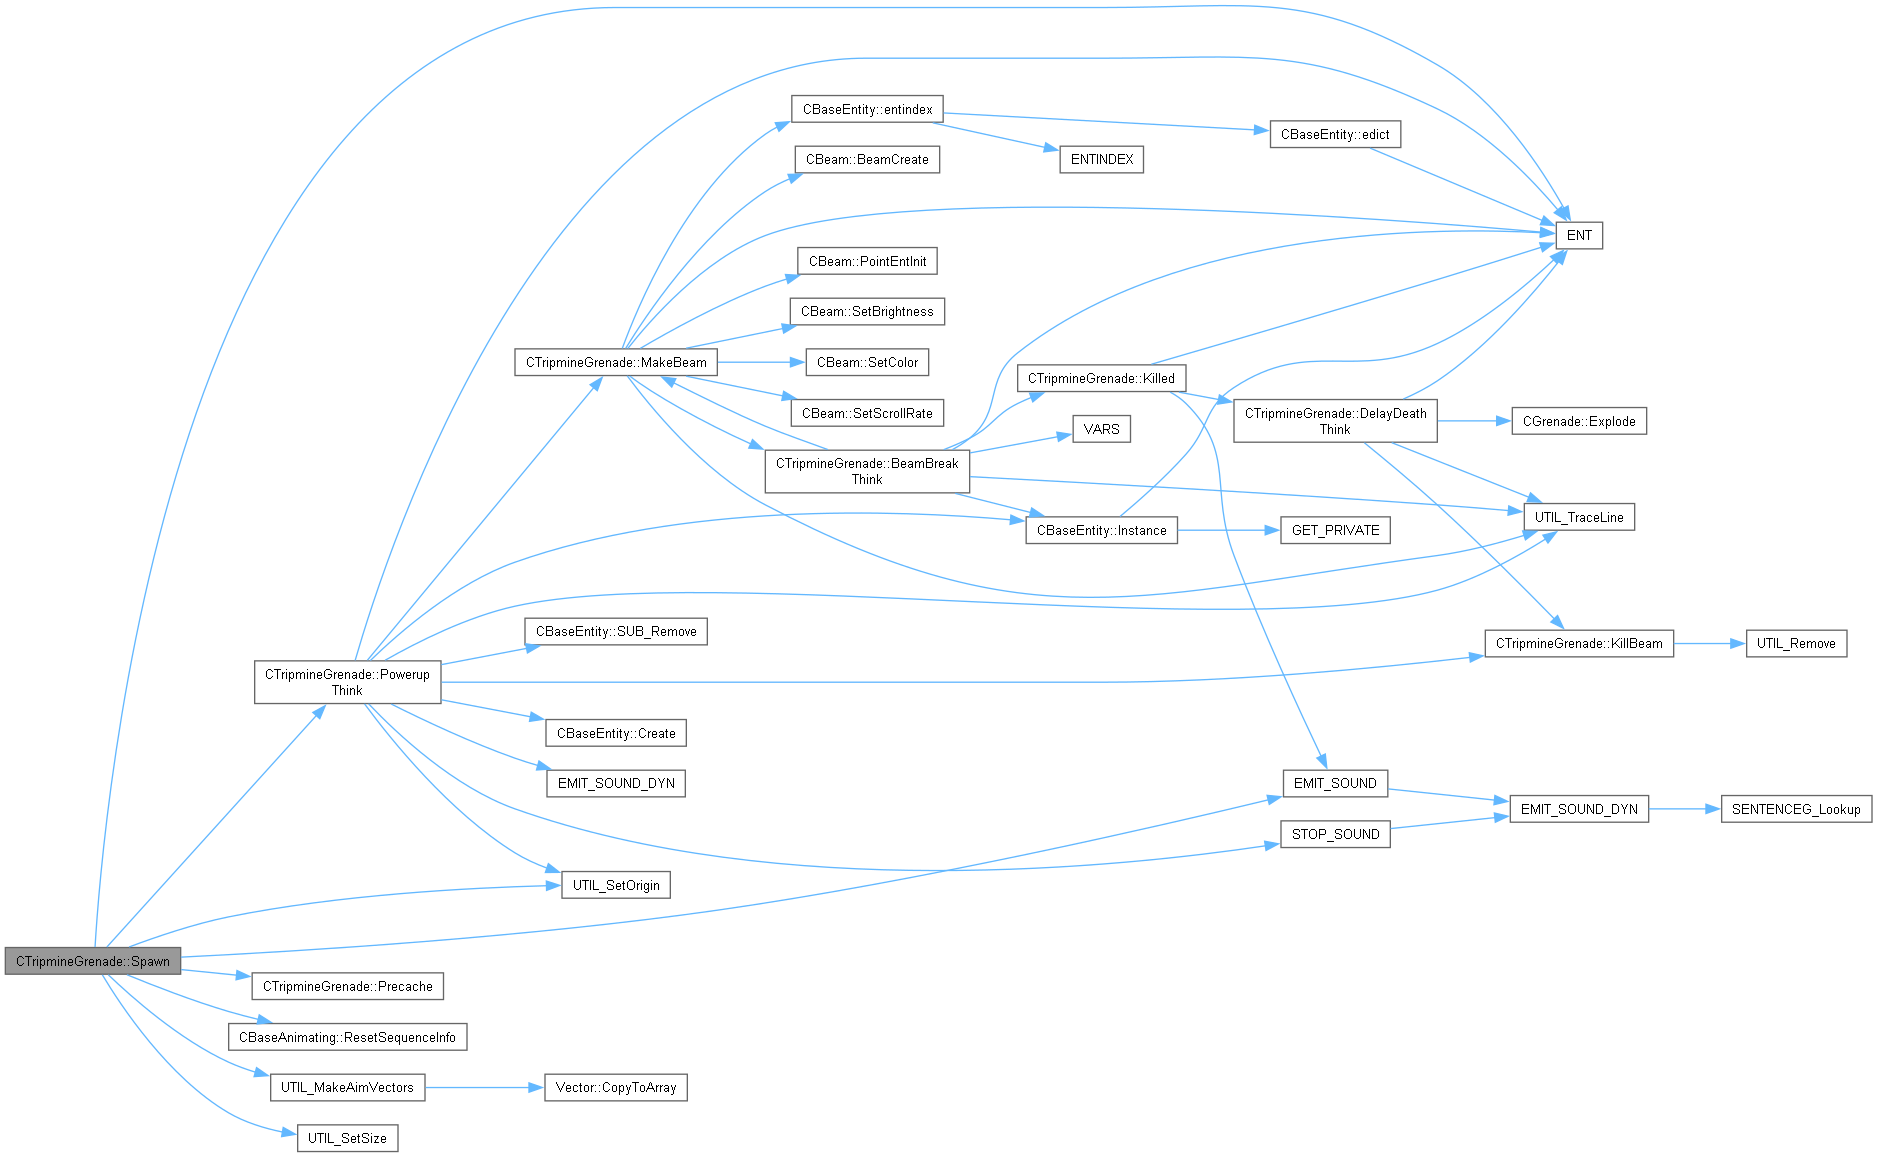 CBaseEntity::entindex
CBaseEntity::edict
CBeam::BeamCreate
ENTINDEX
ENT
CBeam::PointEntInit
CBeam::SetBrightness
CTripmineGrenade::MakeBeam
CBeam::SetColor
CTripmineGrenade::Killed
CBeam::SetScrollRate
VARS
CTripmineGrenade::DelayDeath
Think
CGrenade::Explode
CTripmineGrenade::BeamBreak
Think
CBaseEntity::Instance
GET_PRIVATE
UTIL_TraceLine
CBaseEntity::SUB_Remove
CTripmineGrenade::KillBeam
UTIL_Remove
CTripmineGrenade::Powerup
Think
CBaseEntity::Create
EMIT_SOUND_DYN
EMIT_SOUND
EMIT_SOUND_DYN
SENTENCEG_Lookup
STOP_SOUND
UTIL_SetOrigin
CTripmineGrenade::Spawn
CTripmineGrenade::Precache
CBaseAnimating::ResetSequenceInfo
UTIL_MakeAimVectors
Vector::CopyToArray
UTIL_SetSize